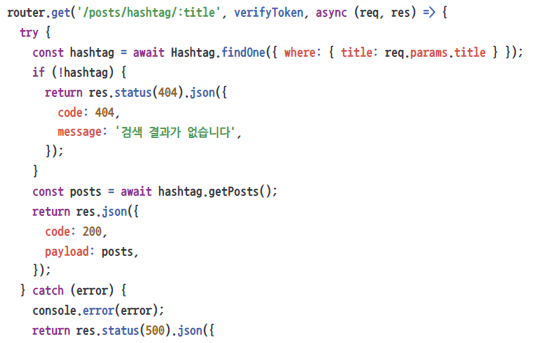 router.get('/posts/hashtag/:title', verifyToken, async (req, res) => {
  try {
    const hashtag = await Hashtag.findOne({ where: { title: req.params.title } });
    if (!hashtag) {
      return res.status(404).json({
        code: 404,
        message: '검색 결과가 없습니다',
      });
    }
    const posts = await hashtag.getPosts();
    return res.json({
      code: 200,
      payload: posts,
    });
  } catch (error) {
    console.error(error);
    return res.status(500).json({